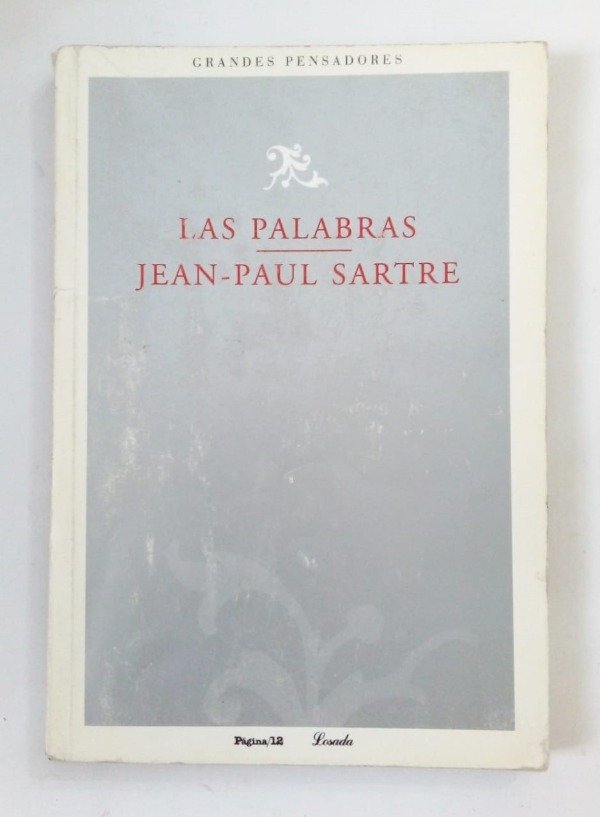 GRANDES PENSADORES
LAS PALABRAS
JEAN-PAUL SARTRE
Página/12 Losada